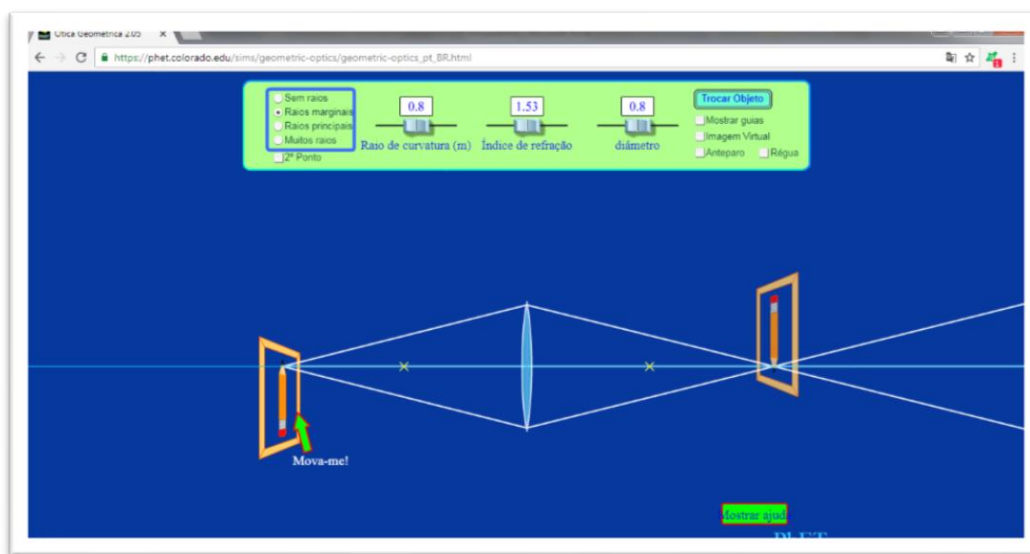 Ótica Geométrica 2.05 X
https://phet.colorado.edu/sims/geometric-optics/geometric-optics_pt_BR.html
Sem raios
Raios marginais
Raios principais
Muitos raios
2º Ponto
0.8
Raio de curvatura (m)
1.53
Índice de refração
0.8
diâmetro
Trocar Objeto
Mostrar guias
Imagem Virtual
Anteparo Régua
Mova-me!
Mostrar ajud
PhET